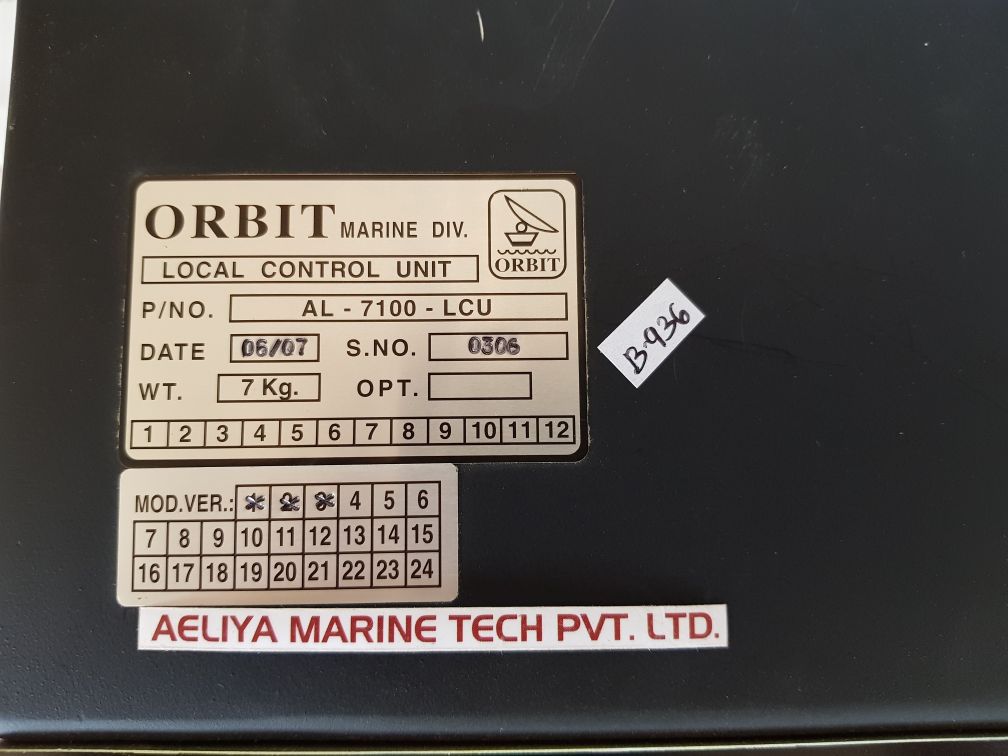 ORBIT MARINE DIV.
ORBIT
LOCAL CONTROL UNIT
P/NO. AL - 7100 - LCU
DATE 06/07 S.NO. 0306
WT. 7 Kg. OPT.
1 2 3 4 5 6 7 8 9 10 11 12
B-936
MOD.VER.: 1 2 3 4 5 6
7 8 9 10 11 12 13 14 15
16 17 18 19 20 21 22 23 24
AELIYA MARINE TECH PVT. LTD.